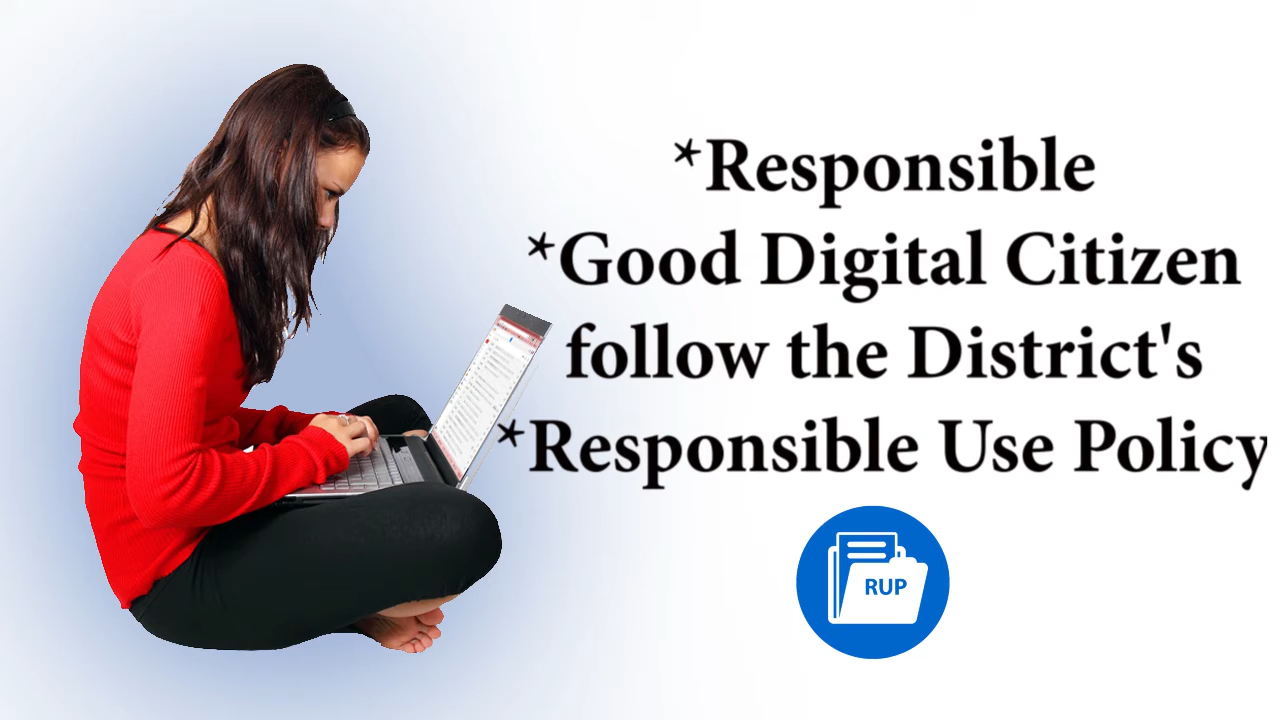 *Responsible
*Good Digital Citizen
follow the District's
*Responsible Use Policy
RUP